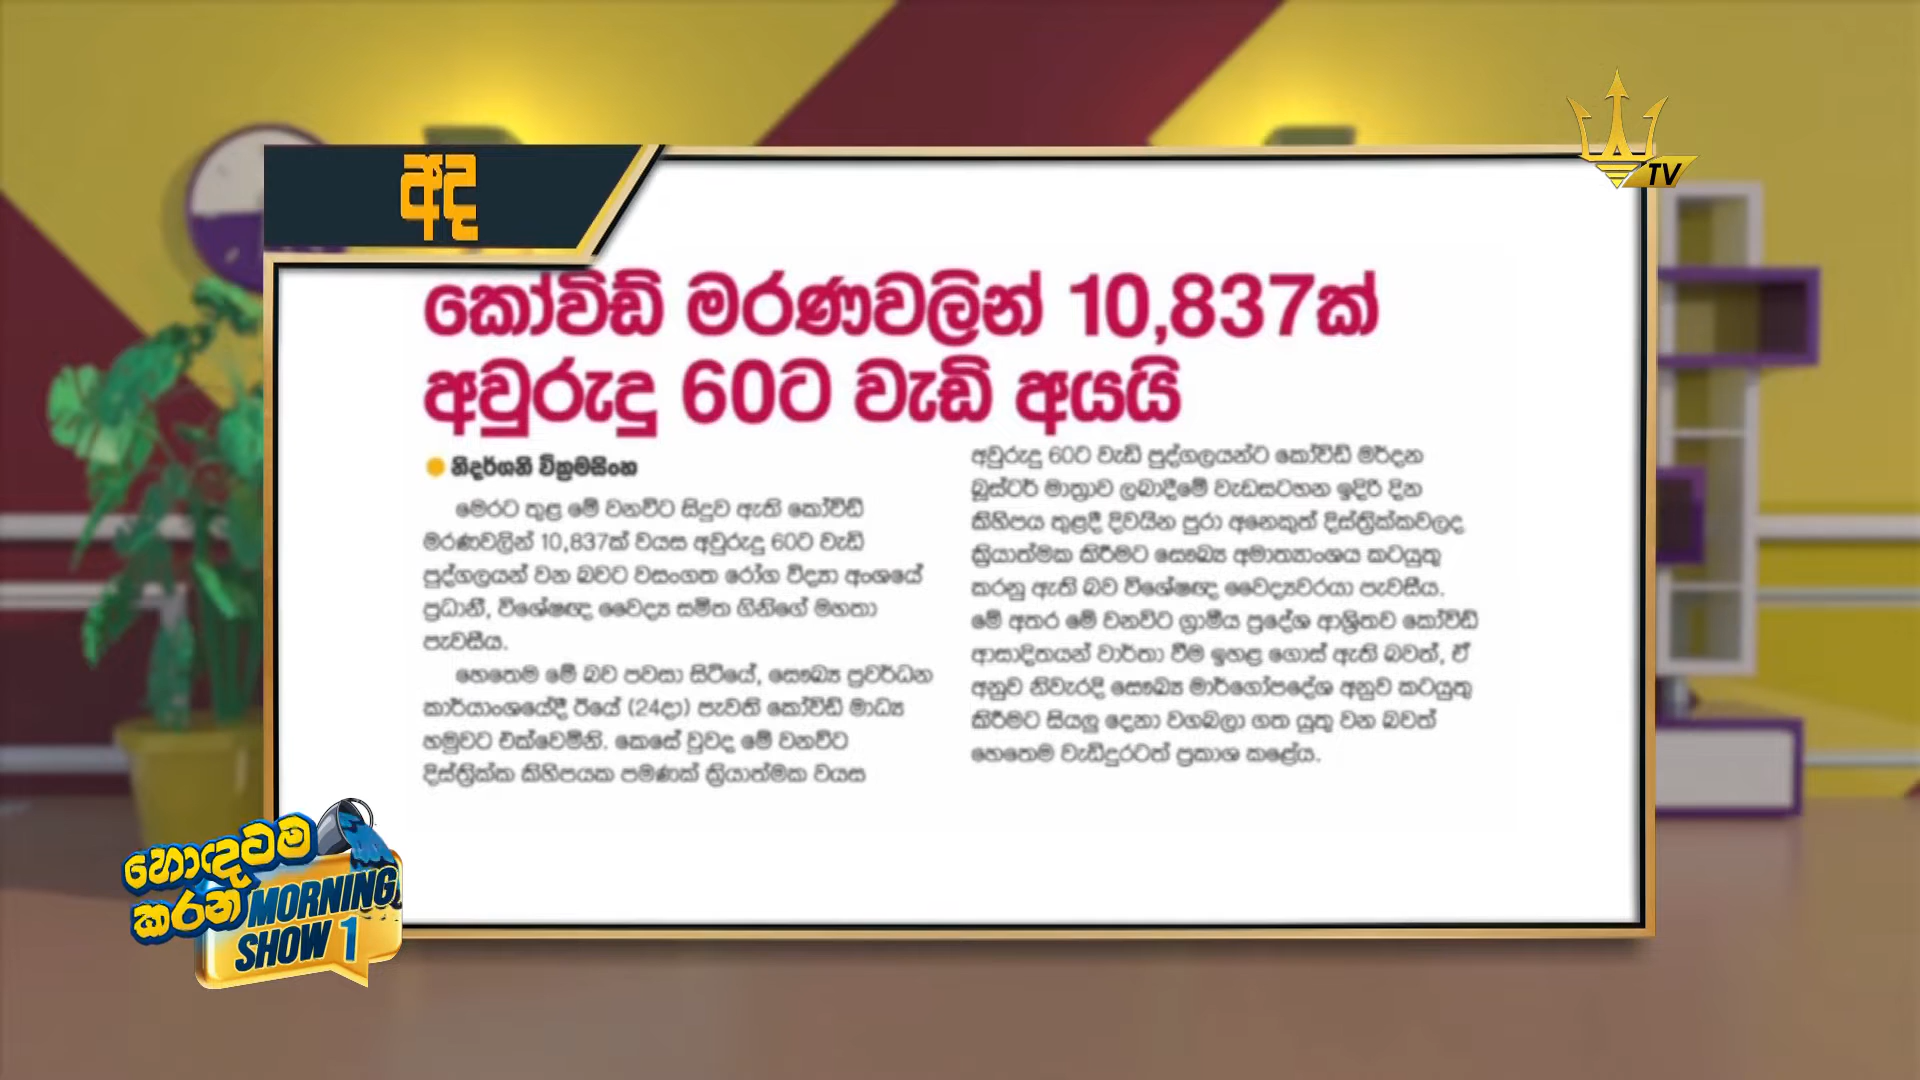 අද
TV
කෝවිඩ් මරණවලින් 10,837ක්
අවුරුදු 60ට වැඩි අයයි
නිදර්ශනි වික්‍රමසිංහ
මෙරට තුළ මේ වනවිට සිදුව ඇති කෝවිඩ්
මරණවලින් 10,837ක් වයස අවුරුදු 60ට වැඩි
පුද්ගලයන් වන බවට වසංගත රෝග විද්‍යා අංශයේ
ප්‍රධානී, විශේෂඥ වෛද්‍ය සමිත ගිනිගේ මහතා
පැවසීය.
හෙතෙම මේ බව පවසා සිටියේ, සෞඛ්‍ය ප්‍රවර්ධන
කාර්යාංශයේදී ඊයේ (24දා) පැවති කෝවිඩ් මාධ්‍ය
හමුවට එක්වෙමිනි. කෙසේ වුවද මේ වනවිට
දිස්ත්‍රික්ක කිහිපයක පමණක් ක්‍රියාත්මක වයස
අවුරුදු 60ට වැඩි පුද්ගලයන්ට කෝවිඩ් මර්දන
බූස්ටර් මාත්‍රාව ලබාදීමේ වැඩසටහන ඉදිරි දින
කිහිපය තුළදී දිවයින පුරා අනෙකුත් දිස්ත්‍රික්කවලද
ක්‍රියාත්මක කිරීමට සෞඛ්‍ය අමාත්‍යාංශය කටයුතු
කරනු ඇති බව විශේෂඥ වෛද්‍යවරයා පැවසීය.
මේ අතර මේ වනවිට ග්‍රාමීය ප්‍රදේශ ආශ්‍රිතව කෝවිඩ්
ආසාදිතයන් වාර්තා වීම ඉහළ ගොස් ඇති බවත්, ඒ
අනුව නිවැරදි සෞඛ්‍ය මාර්ගෝපදේශ අනුව කටයුතු
කිරීමට සියලු දෙනා වගබලා ගත යුතු වන බවත්
හෙතෙම වැඩිදුරටත් ප්‍රකාශ කළේය.
හොඳටම
කරන MORNING
SHOW 1